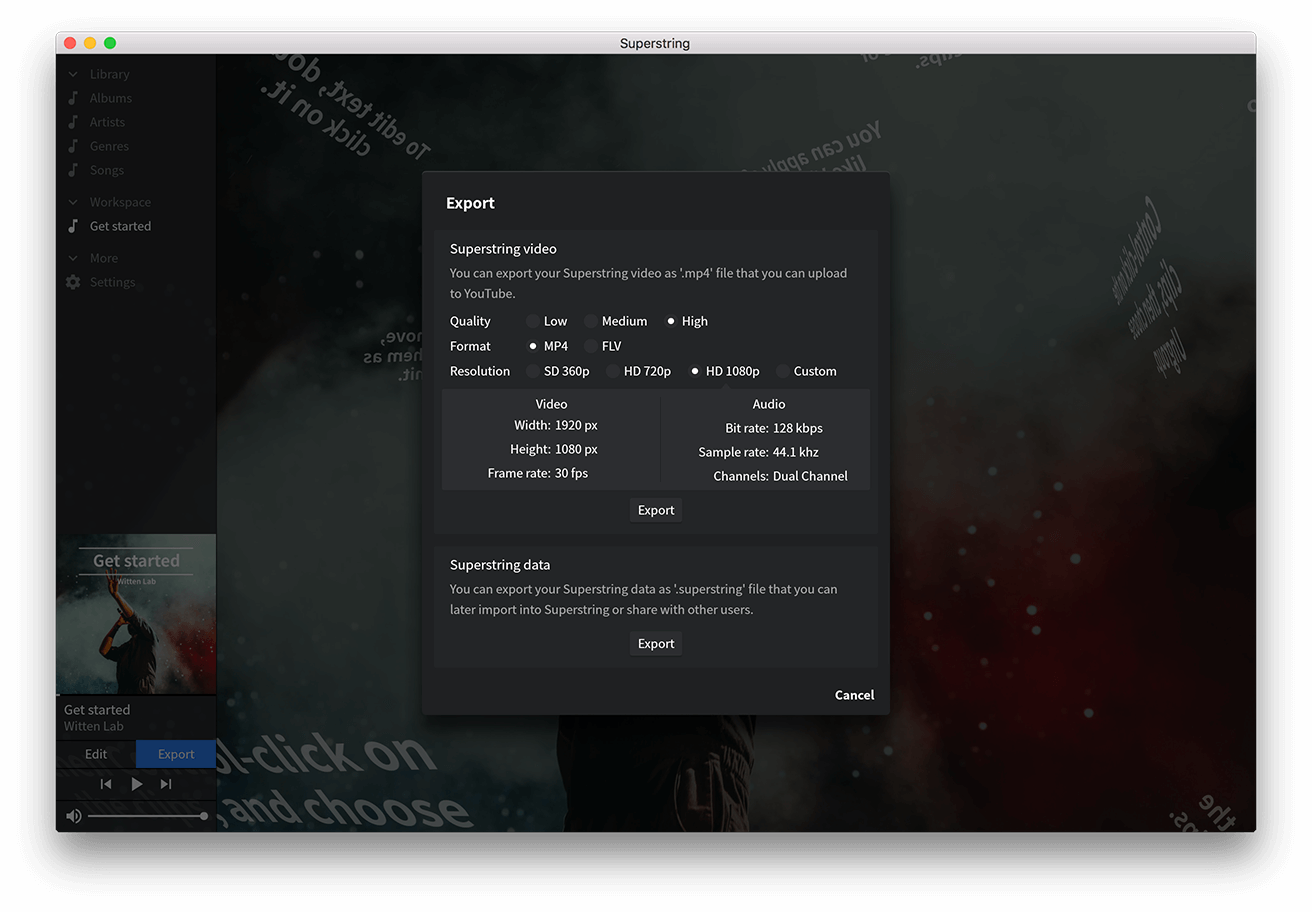 Superstring
Library
Albums
Artists
Genres
Songs
Workspace
Get started
More
Settings
To edit text, 
click on it.
You can apply
Export
Superstring video
You can export your Superstring video as '.mp4' file that you can upload
to YouTube.
Quality Low Medium High
Format MP4 FLV
Resolution SD 360p HD 720p HD 1080p Custom
Video
Width: 1920 px
Height: 1080 px
Frame rate: 30 fps
Audio
Bit rate: 128 kbps
Sample rate: 44.1 khz
Channels: Dual Channel
Export
Superstring data
You can export your Superstring data as '.superstring' file that you can
later import into Superstring or share with other users.
Export
Cancel
Get started
Witten Lab
Get started
Witten Lab
Edit Export
-click on
, and choose
the